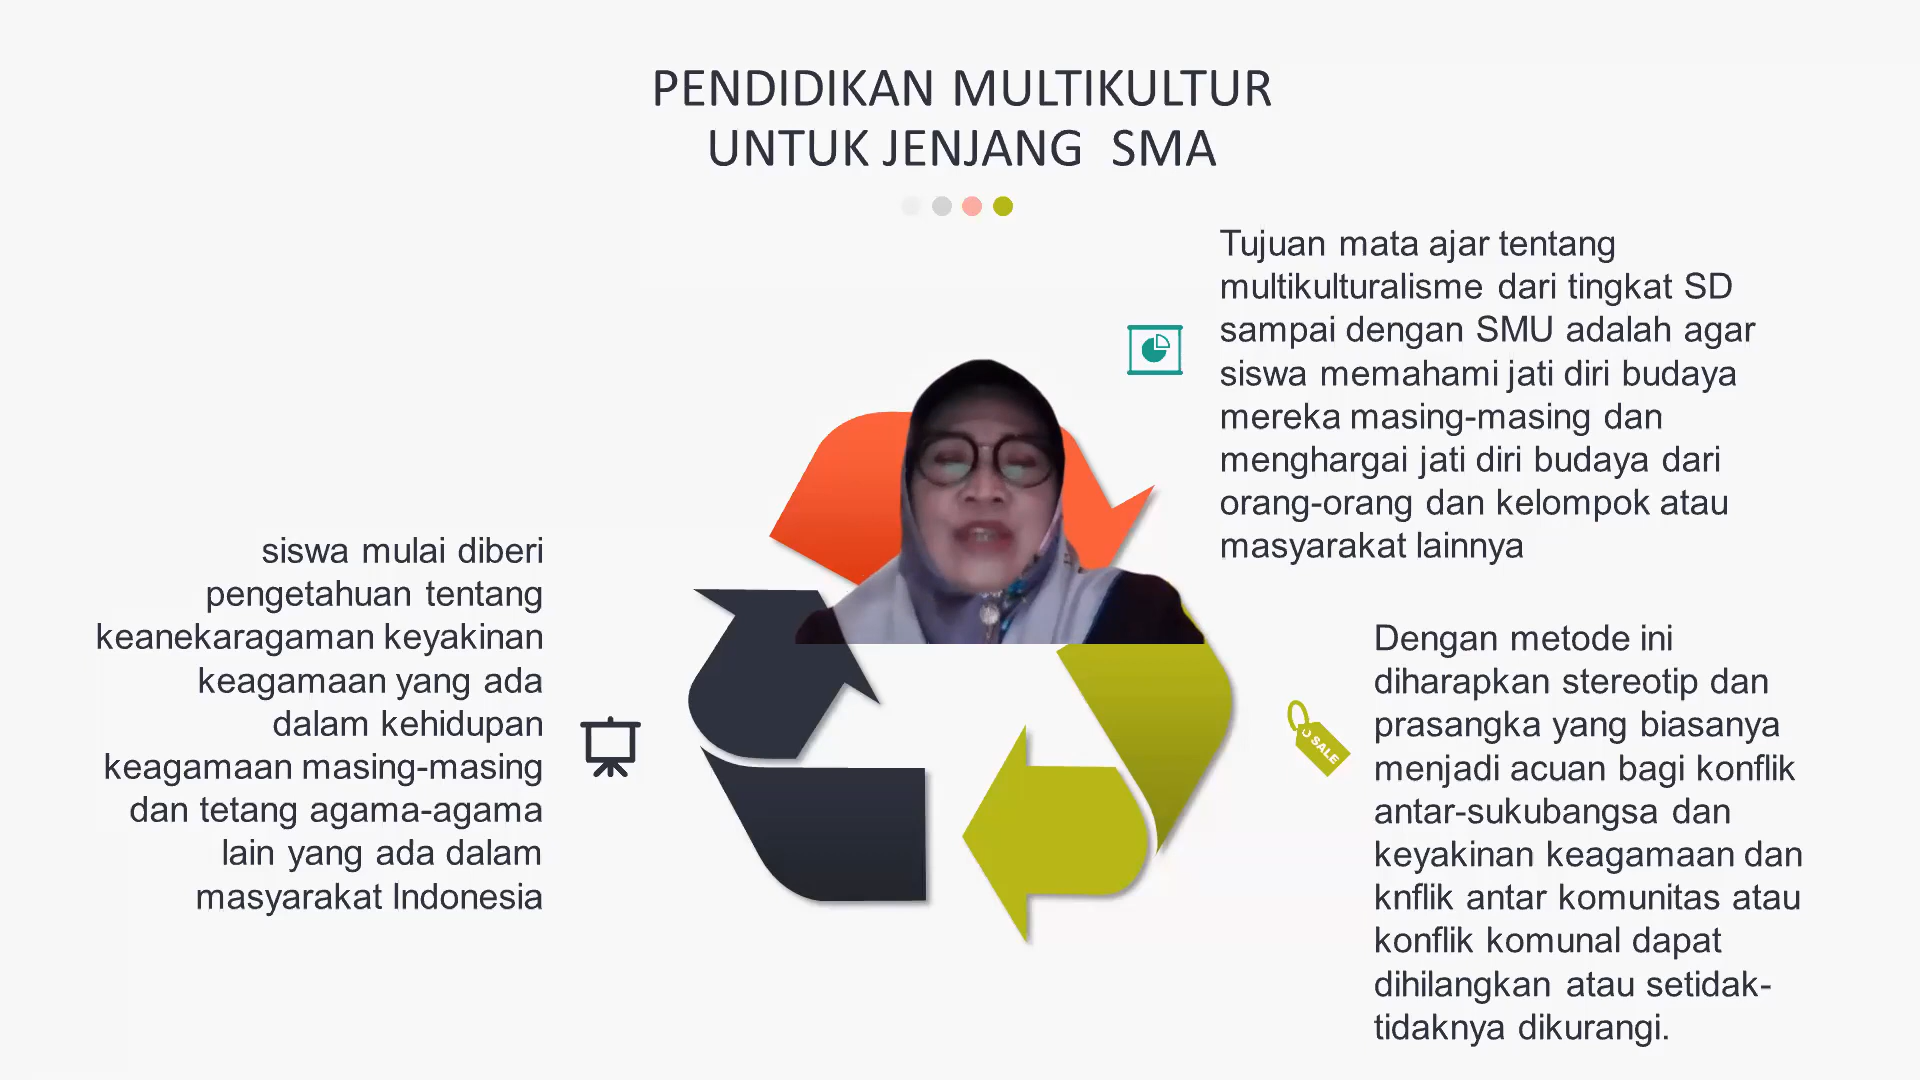 PENDIDIKAN MULTIKULTUR
UNTUK JENJANG SMA
Tujuan mata ajar tentang
multikulturalisme dari tingkat SD
sampai dengan SMU adalah agar
siswa memahami jati diri budaya
mereka masing-masing dan
menghargai jati diri budaya dari
orang-orang dan kelompok atau
masyarakat lainnya
siswa mulai diberi
pengetahuan tentang
keanekaragaman keyakinan
keagamaan yang ada
dalam kehidupan
keagamaan masing-masing
dan tetang agama-agama
lain yang ada dalam
masyarakat Indonesia
SALE
Dengan metode ini
diharapkan stereotip dan
prasangka yang biasanya
menjadi acuan bagi konflik
antar-sukubangsa dan
keyakinan keagamaan dan
knflik antar komunitas atau
konflik komunal dapat
dihilangkan atau setidak-
tidaknya dikurangi.